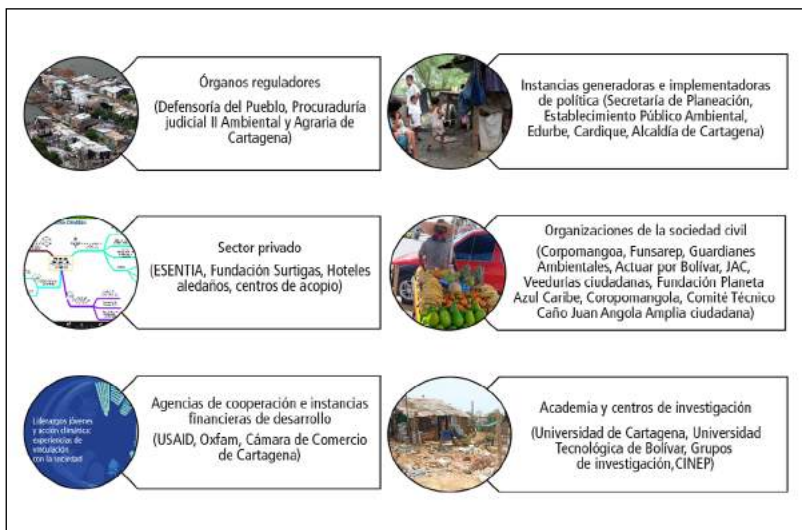 Órganos reguladores
(Defensoría del Pueblo, Procuraduría
judicial II Ambiental y Agraria de
Cartagena)
Instancias generadoras e implementadoras
de política (Secretaría de Planeación,
Establecimiento Público Ambiental,
Edurbe, Cardique, Alcaldía de Cartagena)
Sector privado
(ESENTIA, Fundación Surtigas, Hoteles
aledaños, centros de acopio)
Organizaciones de la sociedad civil
(Corpomangoa, Funsarep, Guardianes
Ambientales, Actuar por Bolívar, JAC,
Veedurías ciudadanas, Fundación Planeta
Azul Caribe, Coropomangola, Comité Técnico
Caño Juan Angola Amplia ciudadana)
Liderazgos jóvenes
y acción climática:
experiencias de
vinculación
con la sociedad
Agencias de cooperación e instancias
financieras de desarrollo
(USAID, Oxfam, Cámara de Comercio
de Cartagena)
Academia y centros de investigación
(Universidad de Cartagena, Universidad
Tecnológica de Bolívar, Grupos
de investigación, CINEP)